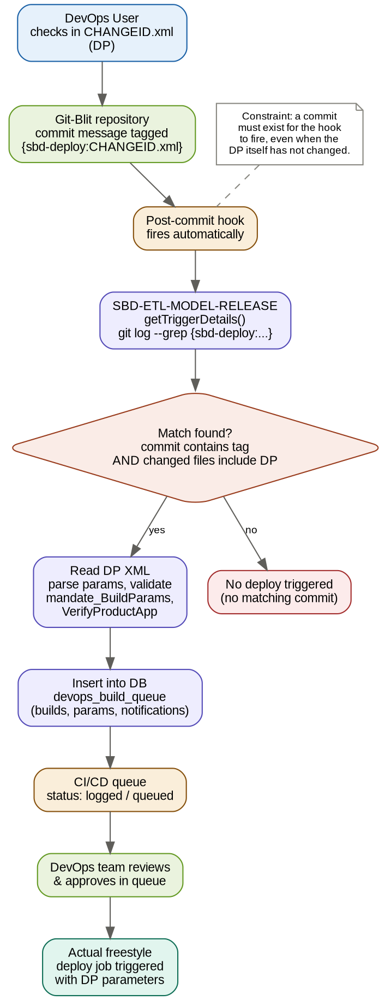 DevOps User
checks in CHANGEID.xml
(DP)
Git-Blit repository
commit message tagged
{sbd-deploy:CHANGEID.xml}
Constraint: a commit
must exist for the hook
to fire, even when the
DP itself has not changed.
Post-commit hook
fires automatically
SBD-ETL-MODEL-RELEASE
getTriggerDetails()
git log --grep {sbd-deploy:...}
Match found?
commit contains tag
AND changed files include DP
yes
no
Read DP XML
parse params, validate
mandate_BuildParams,
VerifyProductApp
No deploy triggered
(no matching commit)
Insert into DB
devops_build_queue
(builds, params, notifications)
CI/CD queue
status: logged / queued
DevOps team reviews
& approves in queue
Actual freestyle
deploy job triggered
with DP parameters